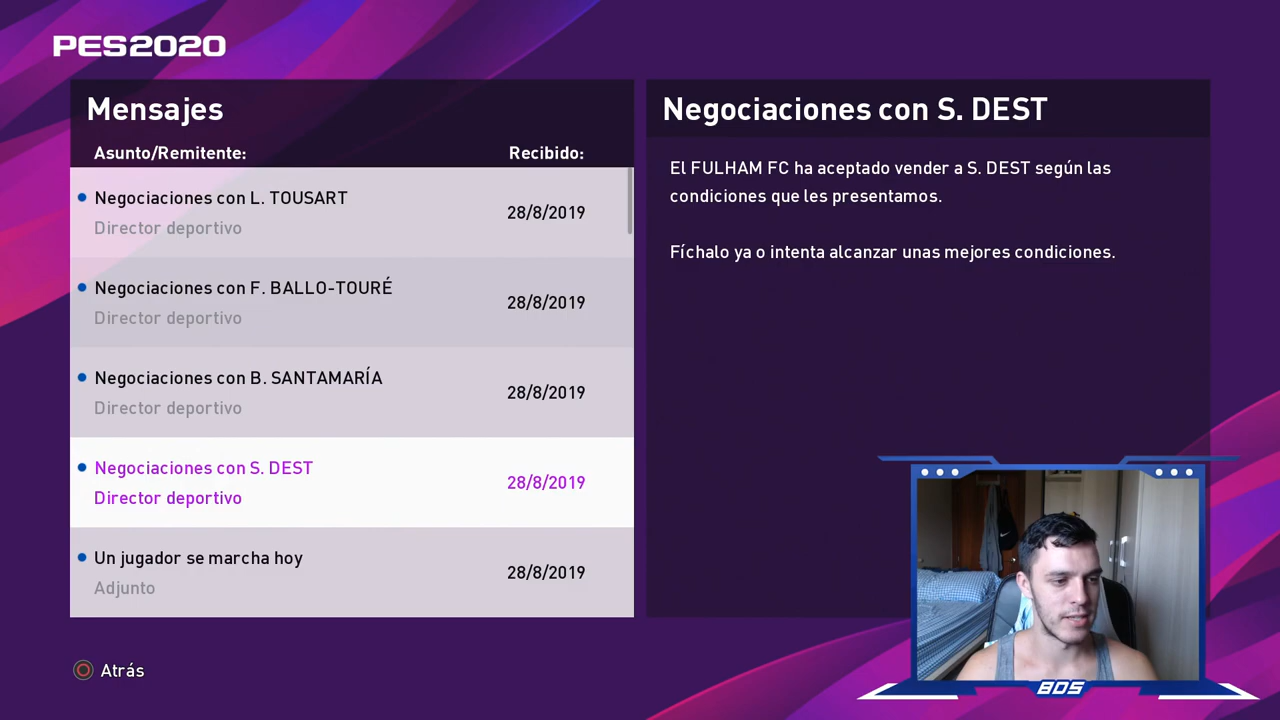 PES2020
Mensajes
Asunto/Remitente:
Recibido:
Negociaciones con L. TOUSART
Director deportivo
28/8/2019
Negociaciones con F. BALLO-TOURÉ
Director deportivo
28/8/2019
Negociaciones con B. SANTAMARÍA
Director deportivo
28/8/2019
Negociaciones con S. DEST
Director deportivo
28/8/2019
Un jugador se marcha hoy
Adjunto
28/8/2019
Negociaciones con S. DEST
El FULHAM FC ha aceptado vender a S. DEST según las
condiciones que les presentamos.
Fíchalo ya o intenta alcanzar unas mejores condiciones.
BDS
Atrás